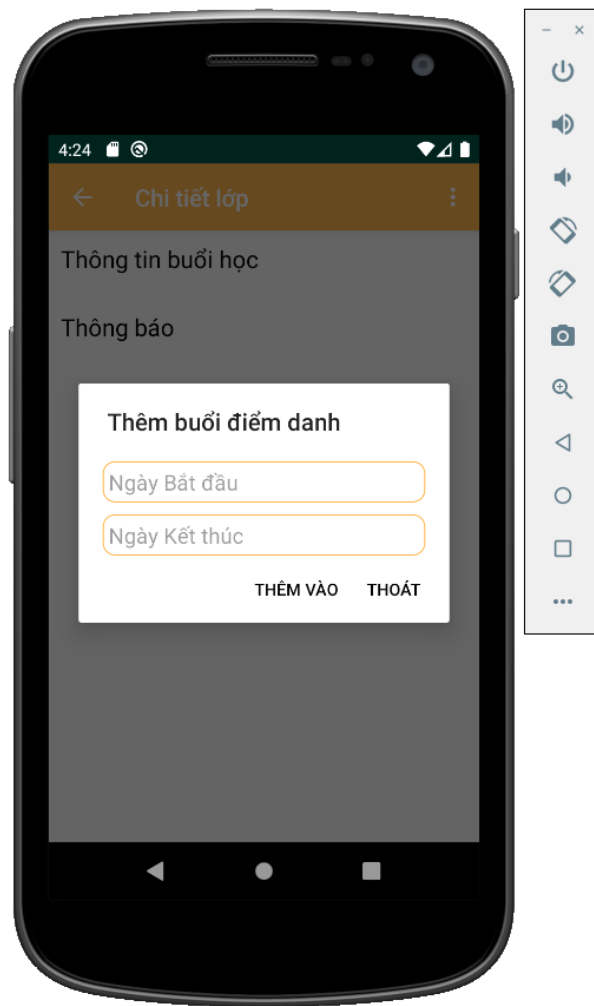 4:24
Chi tiết lớp
Thông tin buổi học
Thông báo
Thêm buổi điểm danh
Ngày Bắt đầu
Ngày Kết thúc
THÊM VÀO THOÁT